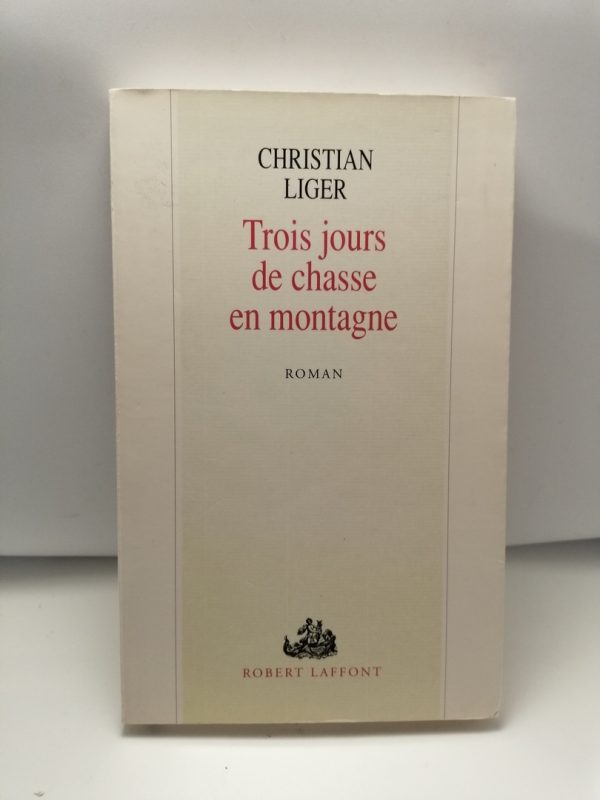 CHRISTIAN
LIGER
Trois jours
de chasse
en montagne
ROMAN
ROBERT LAFFONT